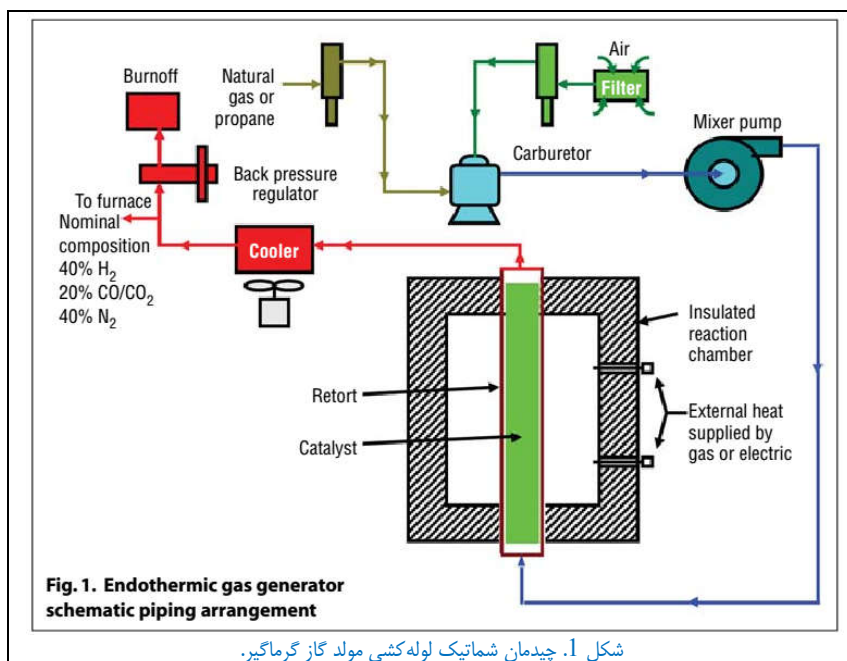 Burnoff
Natural
gas or
propane
Air
Filter
Carburetor
Mixer pump
Back pressure
regulator
To furnace
Nominal
composition
40% H₂
20% CO/CO₂
40% N₂
Cooler
Insulated
reaction
chamber
Retort
Catalyst
External heat
supplied by
gas or electric
Fig. 1. Endothermic gas generator
schematic piping arrangement
شکل 1. چیدمان شماتیک لوله‌کشی مولد گاز گرماگیر.